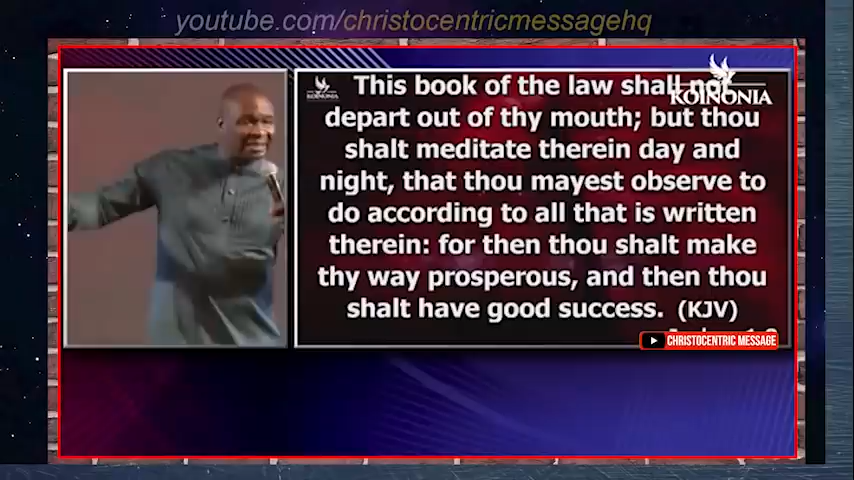 youtube.com/christocentricmessagehq
KOINONIA
This book of the law shall not
KOINONIA
depart out of thy mouth; but thou
shalt meditate therein day and
night, that thou mayest observe to
do according to all that is written
therein: for then thou shalt make
thy way prosperous, and then thou
shalt have good success. (KJV)
CHRISTOCENTRIC MESSAGE